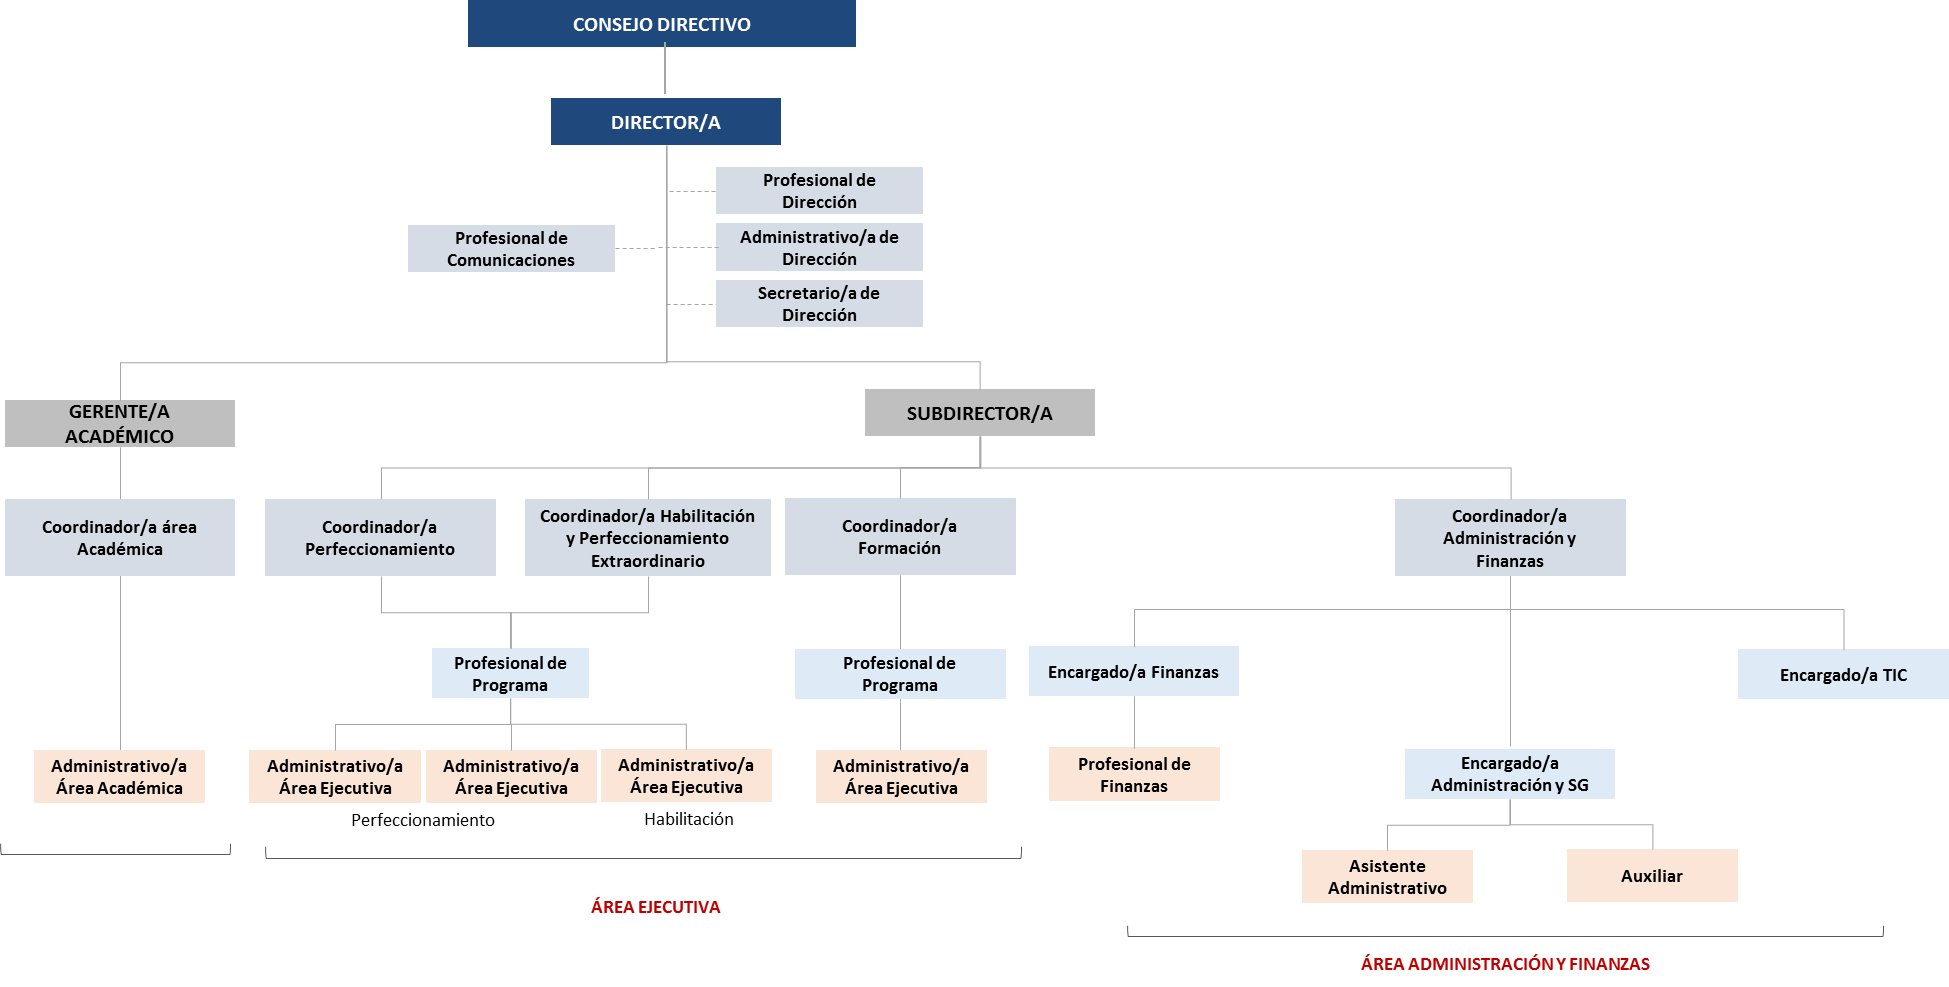 CONSEJO DIRECTIVO
DIRECTOR/A
Profesional de
Dirección
Profesional de
Comunicaciones
Administrativo/a de
Dirección
Secretario/a de
Dirección
GERENTE/A
ACADÉMICO
SUBDIRECTOR/A
Coordinador/a área
Académica
Coordinador/a
Perfeccionamiento
Coordinador/a Habilitación
y Perfeccionamiento
Extraordinario
Coordinador/a
Formación
Coordinador/a
Administración y
Finanzas
Profesional de
Programa
Profesional de
Programa
Encargado/a Finanzas
Encargado/a TIC
Administrativo/a
Área Académica
Administrativo/a
Área Ejecutiva
Administrativo/a
Área Ejecutiva
Administrativo/a
Área Ejecutiva
Administrativo/a
Área Ejecutiva
Profesional de
Finanzas
Encargado/a
Administración y SG
Perfeccionamiento
Habilitación
Asistente
Administrativo
Auxiliar
ÁREA EJECUTIVA
ÁREA ADMINISTRACIÓN Y FINANZAS